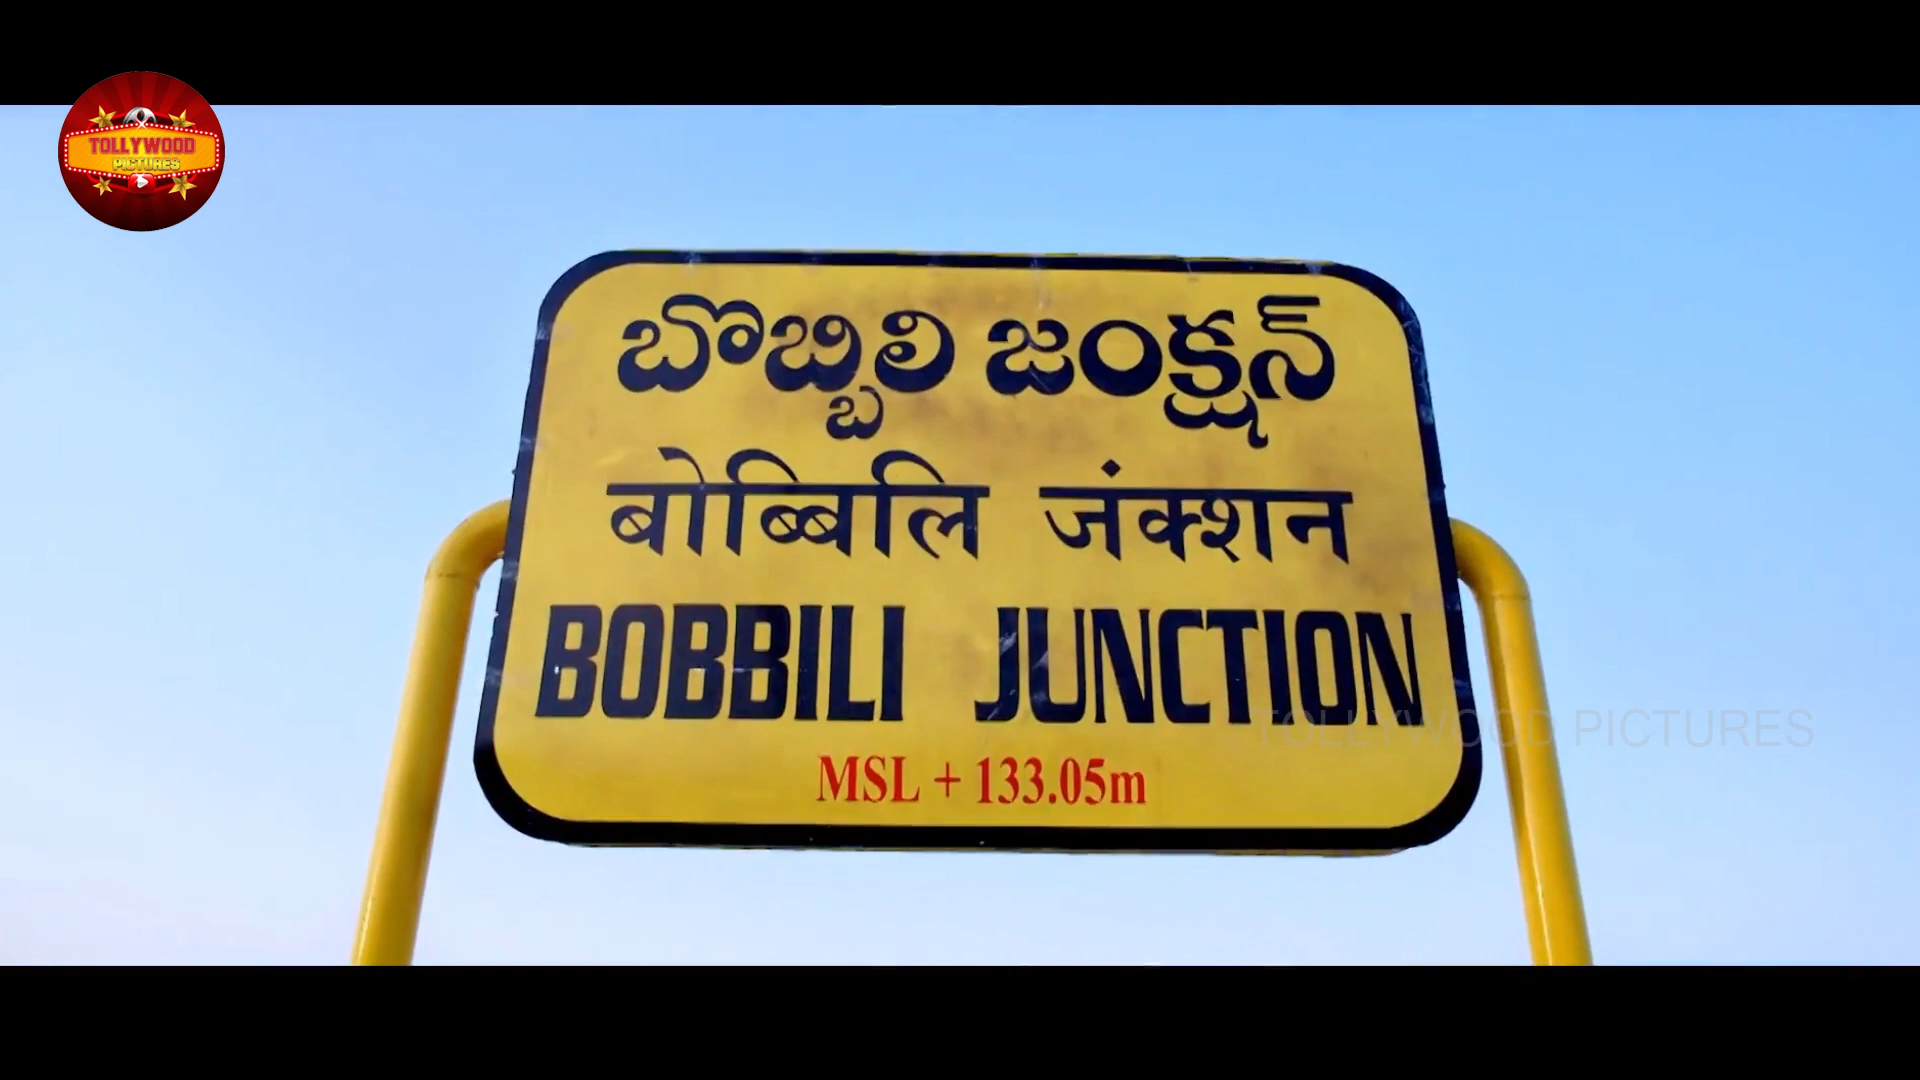 TOLLYWOOD
PICTURES
బొబ్బిలి జంక్షన్
बोब्बिलि जंक्शन
BOBBILI JUNCTION
TOLLYWOOD PICTURES
MSL + 133.05m